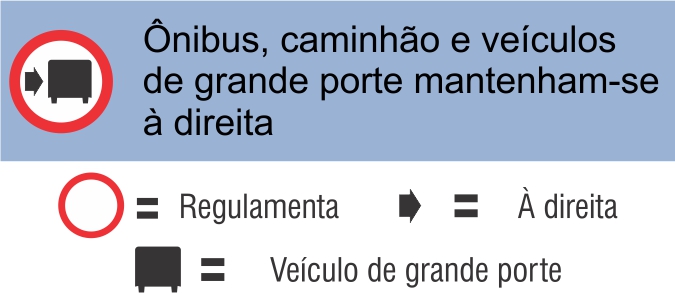 Ônibus, caminhão e veículos
de grande porte mantenham-se
à direita
= Regulamenta = À direita
= Veículo de grande porte